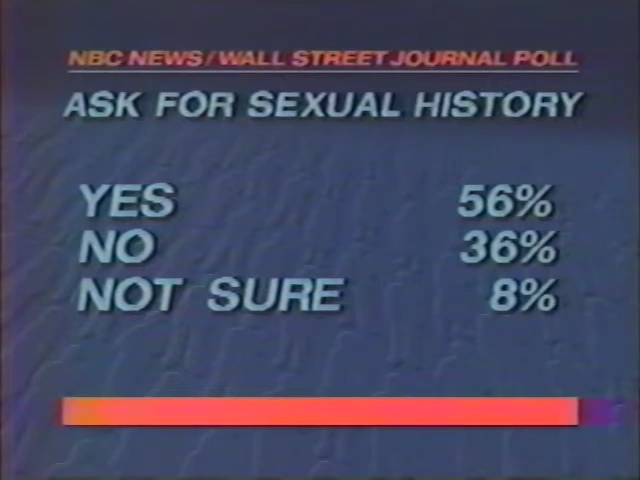 NBC NEWS/WALL STREET JOURNAL POLL
ASK FOR SEXUAL HISTORY
YES 56%
NO 36%
NOT SURE 8%